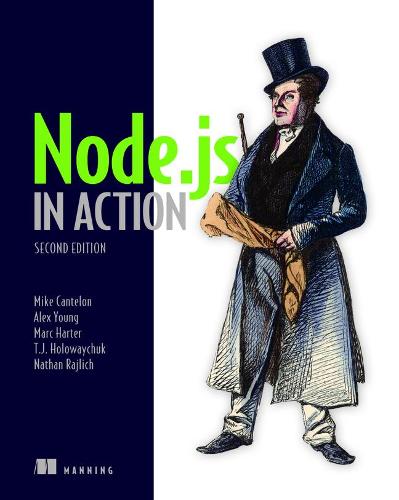 Node.js
IN ACTION
SECOND EDITION
Mike Cantelon
Alex Young
Marc Harter
T.J. Holowaychuk
Nathan Rajlich
MANNING